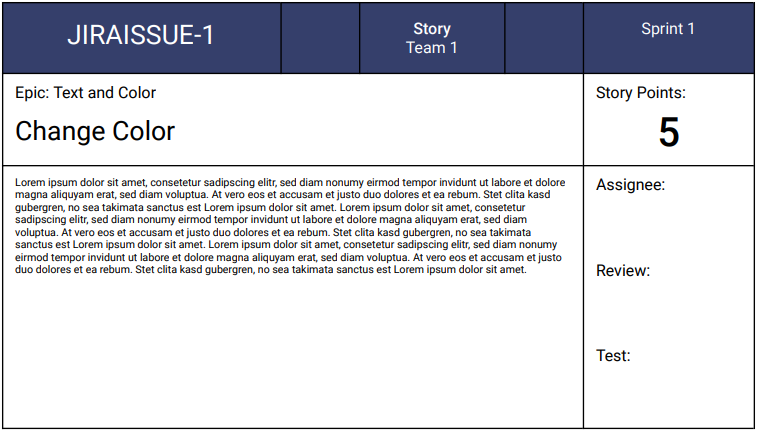 JIRAISSUE-1
Story
Team 1
Sprint 1
Epic: Text and Color
Change Color
Story Points:
5
Lorem ipsum dolor sit amet, consetetur sadipscing elitr, sed diam nonumy eirmod tempor invidunt ut labore et dolore
magna aliquyam erat, sed diam voluptua. At vero eos et accusam et justo duo dolores et ea rebum. Stet clita kasd
gubergren, no sea takimata sanctus est Lorem ipsum dolor sit amet. Lorem ipsum dolor sit amet, consetetur
sadipscing elitr, sed diam nonumy eirmod tempor invidunt ut labore et dolore magna aliquyam erat, sed diam
voluptua. At vero eos et accusam et justo duo dolores et ea rebum. Stet clita kasd gubergren, no sea takimata
sanctus est Lorem ipsum dolor sit amet. Lorem ipsum dolor sit amet, consetetur sadipscing elitr, sed diam nonumy
eirmod tempor invidunt ut labore et dolore magna aliquyam erat, sed diam voluptua. At vero eos et accusam et justo
duo dolores et ea rebum. Stet clita kasd gubergren, no sea takimata sanctus est Lorem ipsum dolor sit amet.
Assignee:
Review:
Test: